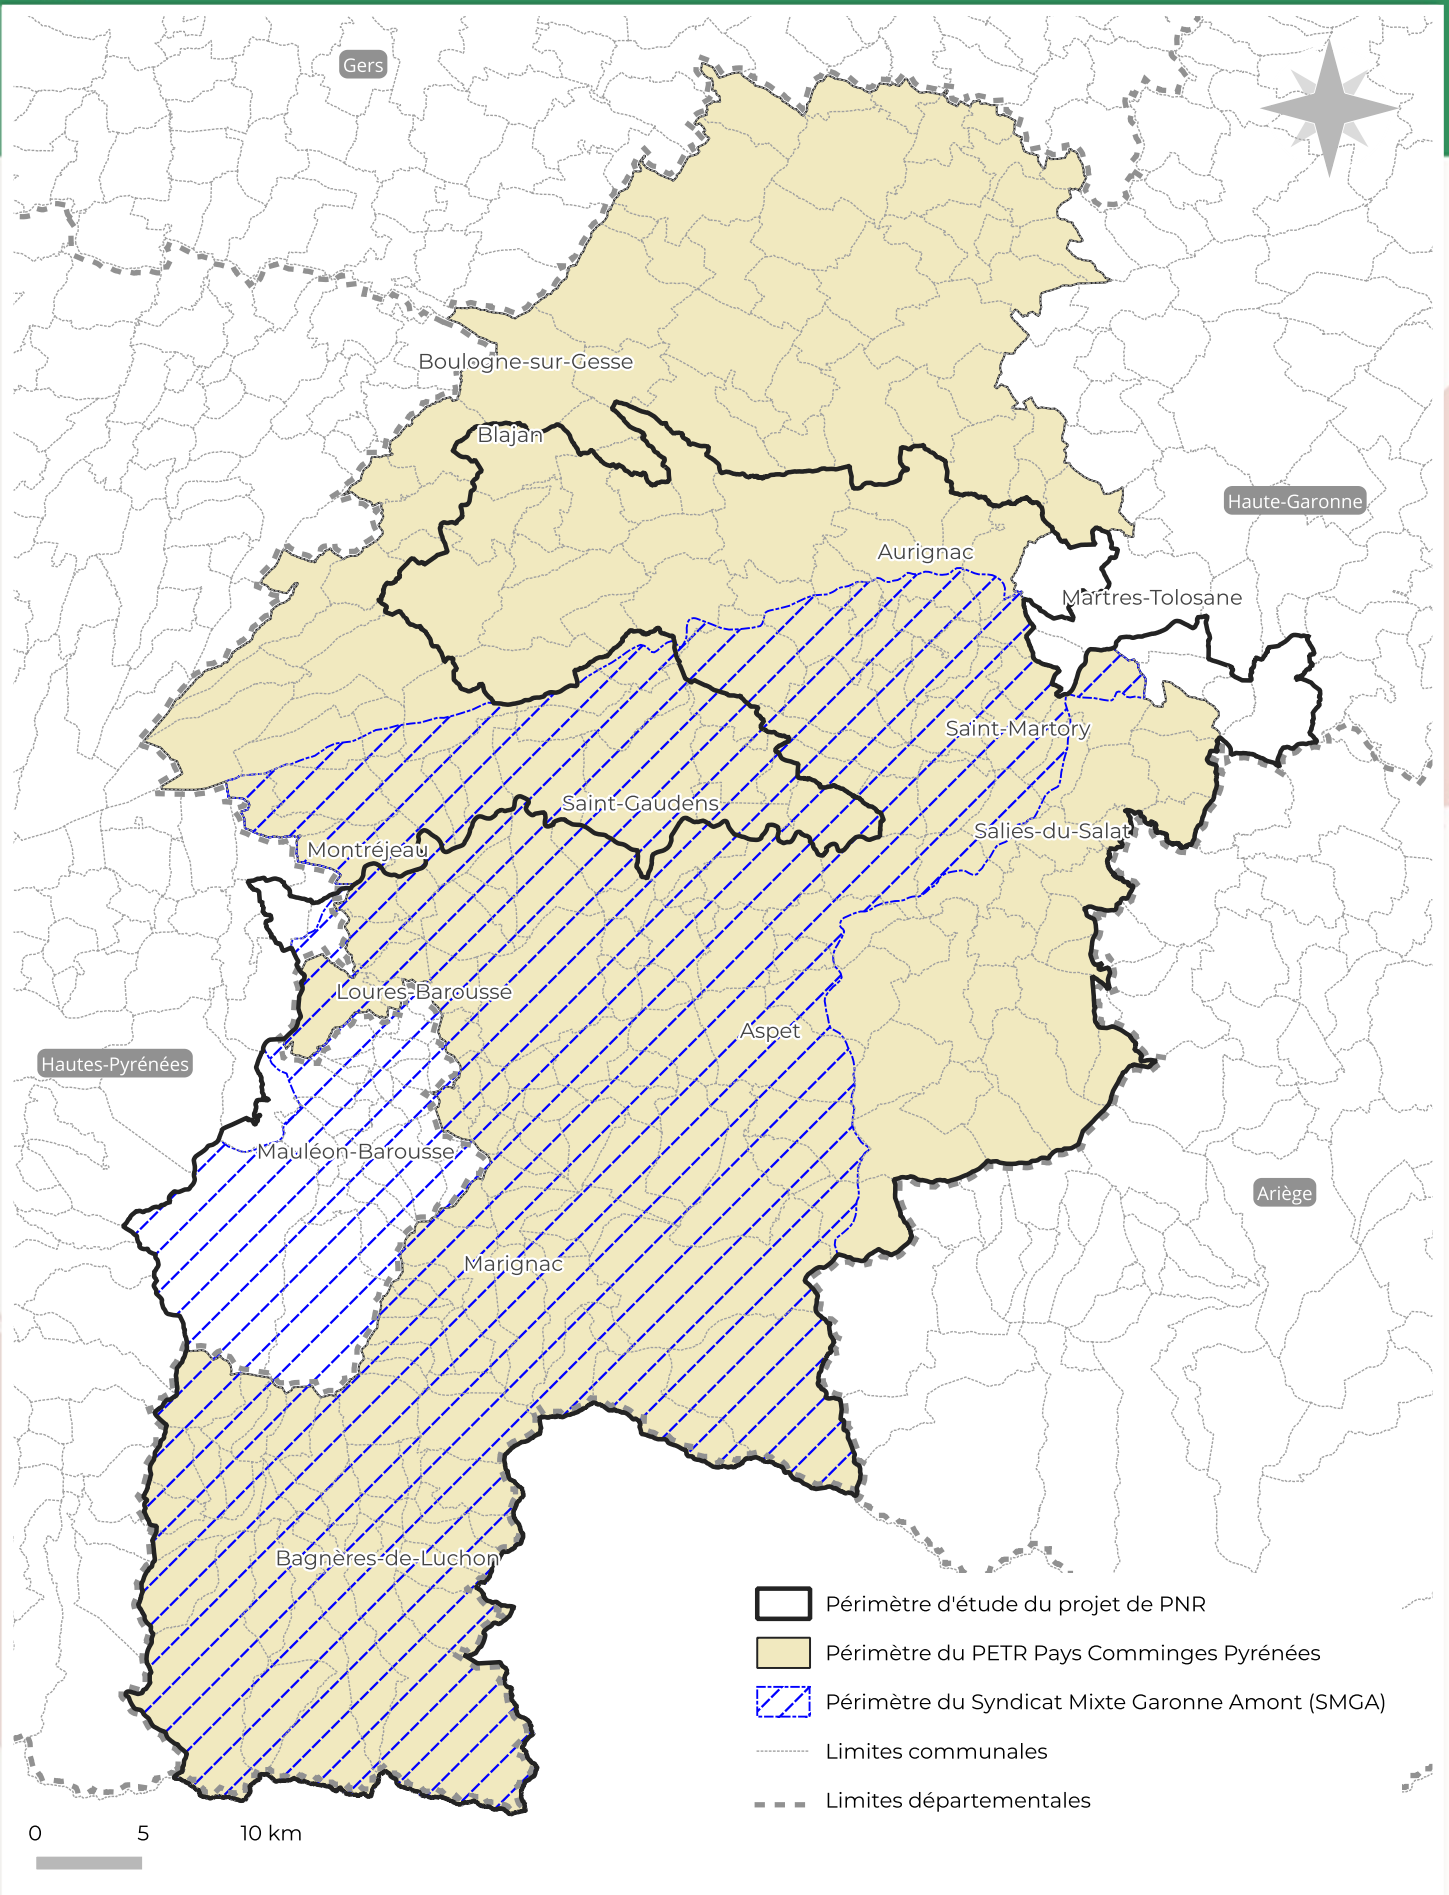 Gers
Boulogne-sur-Gesse
Blajan
Haute-Garonne
Aurignac
Martres-Tolosane
Saint-Martory
Saint-Gaudens
Salies-du-Salat
Montréjeau
Loures-Barousse
Aspet
Hautes-Pyrénées
Mauléon-Barousse
Ariège
Marignac
Bagnères-de-Luchon
Périmètre d'étude du projet de PNR
Périmètre du PETR Pays Comminges Pyrénées
Périmètre du Syndicat Mixte Garonne Amont (SMGA)
Limites communales
Limites départementales
0 5 10 km